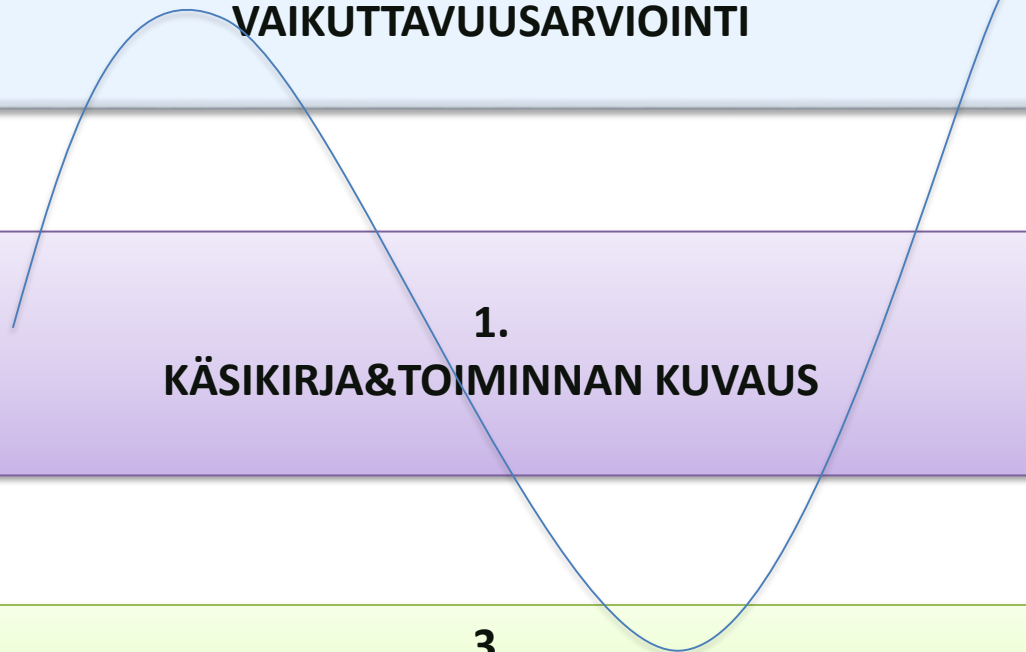 VAIKUTTAVUUSARVIOINTI
1.
KÄSIKIRJA&TOIMINNAN KUVAUS
3